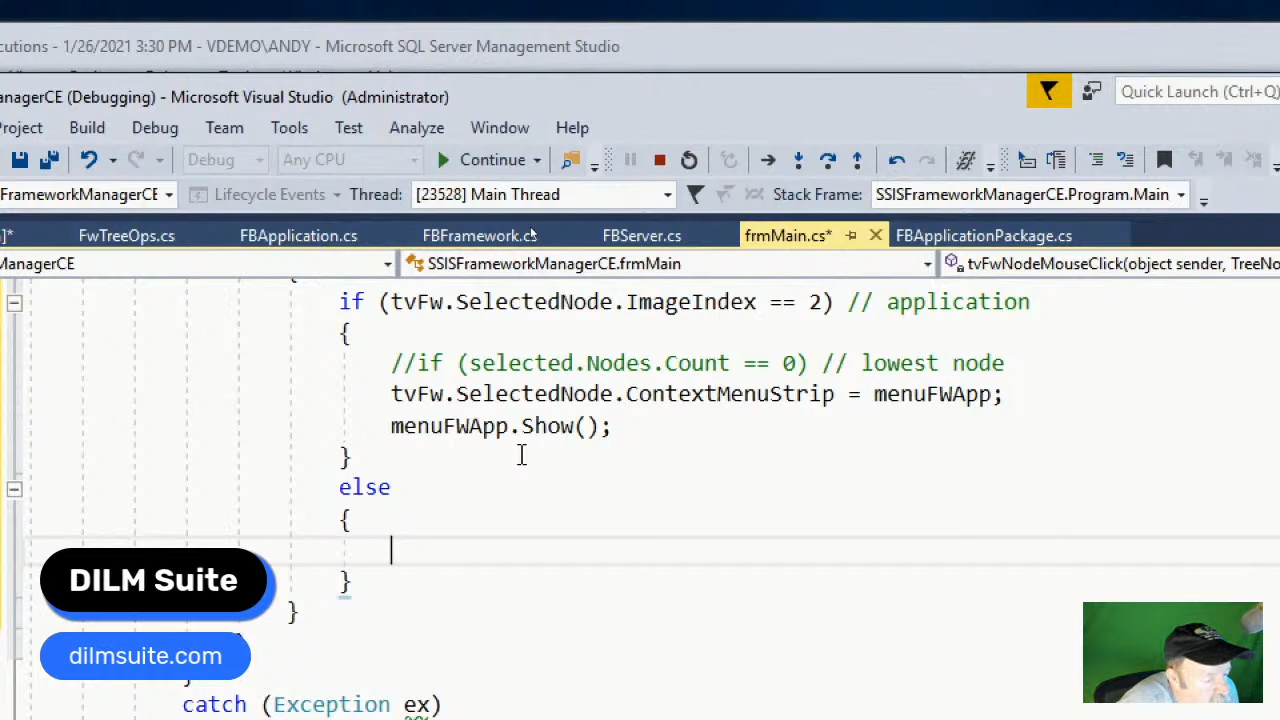 cutions - 1/26/2021 3:30 PM - VDEMO\ANDY - Microsoft SQL Server Management Studio
anagerCE (Debugging) - Microsoft Visual Studio (Administrator)
Quick Launch (Ctrl+Q)
Project Build Debug Team Tools Test Analyze Window Help
Debug Any CPU Continue
FrameworkManagerCE Lifecycle Events Thread: [23528] Main Thread Stack Frame: SSISFrameworkManagerCE.Program.Main
]* FwTreeOps.cs FBApplication.cs FBFramework.cs FBServer.cs frmMain.cs* FBApplicationPackage.cs
ManagerCE SSISFrameworkManagerCE.frmMain tvFwNodeMouseClick(object sender, TreeNo
if (tvFw.SelectedNode.ImageIndex == 2) // application
{
//if (selected.Nodes.Count == 0) // lowest node
tvFw.SelectedNode.ContextMenuStrip = menuFWApp;
menuFWApp.Show();
}
else
{
}
}
catch (Exception ex)
DILM Suite
dilmsuite.com